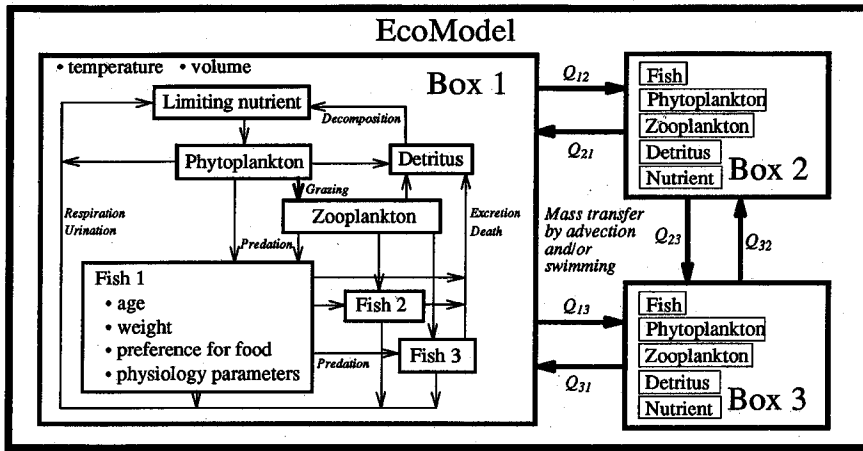 EcoModel
• temperature • volume
Box 1
Limiting nutrient
Decomposition
Phytoplankton
Detritus
Grazing
Zooplankton
Respiration
Urination
Excretion
Death
Predation
Fish 1
• age
• weight
• preference for food
• physiology parameters
Fish 2
Fish 3
Predation
Q12
Q21
Mass transfer
by advection
and/or
swimming
Q13
Q31
Q23
Q32
Fish
Phytoplankton
Zooplankton
Detritus
Nutrient
Box 2
Fish
Phytoplankton
Zooplankton
Detritus
Nutrient
Box 3